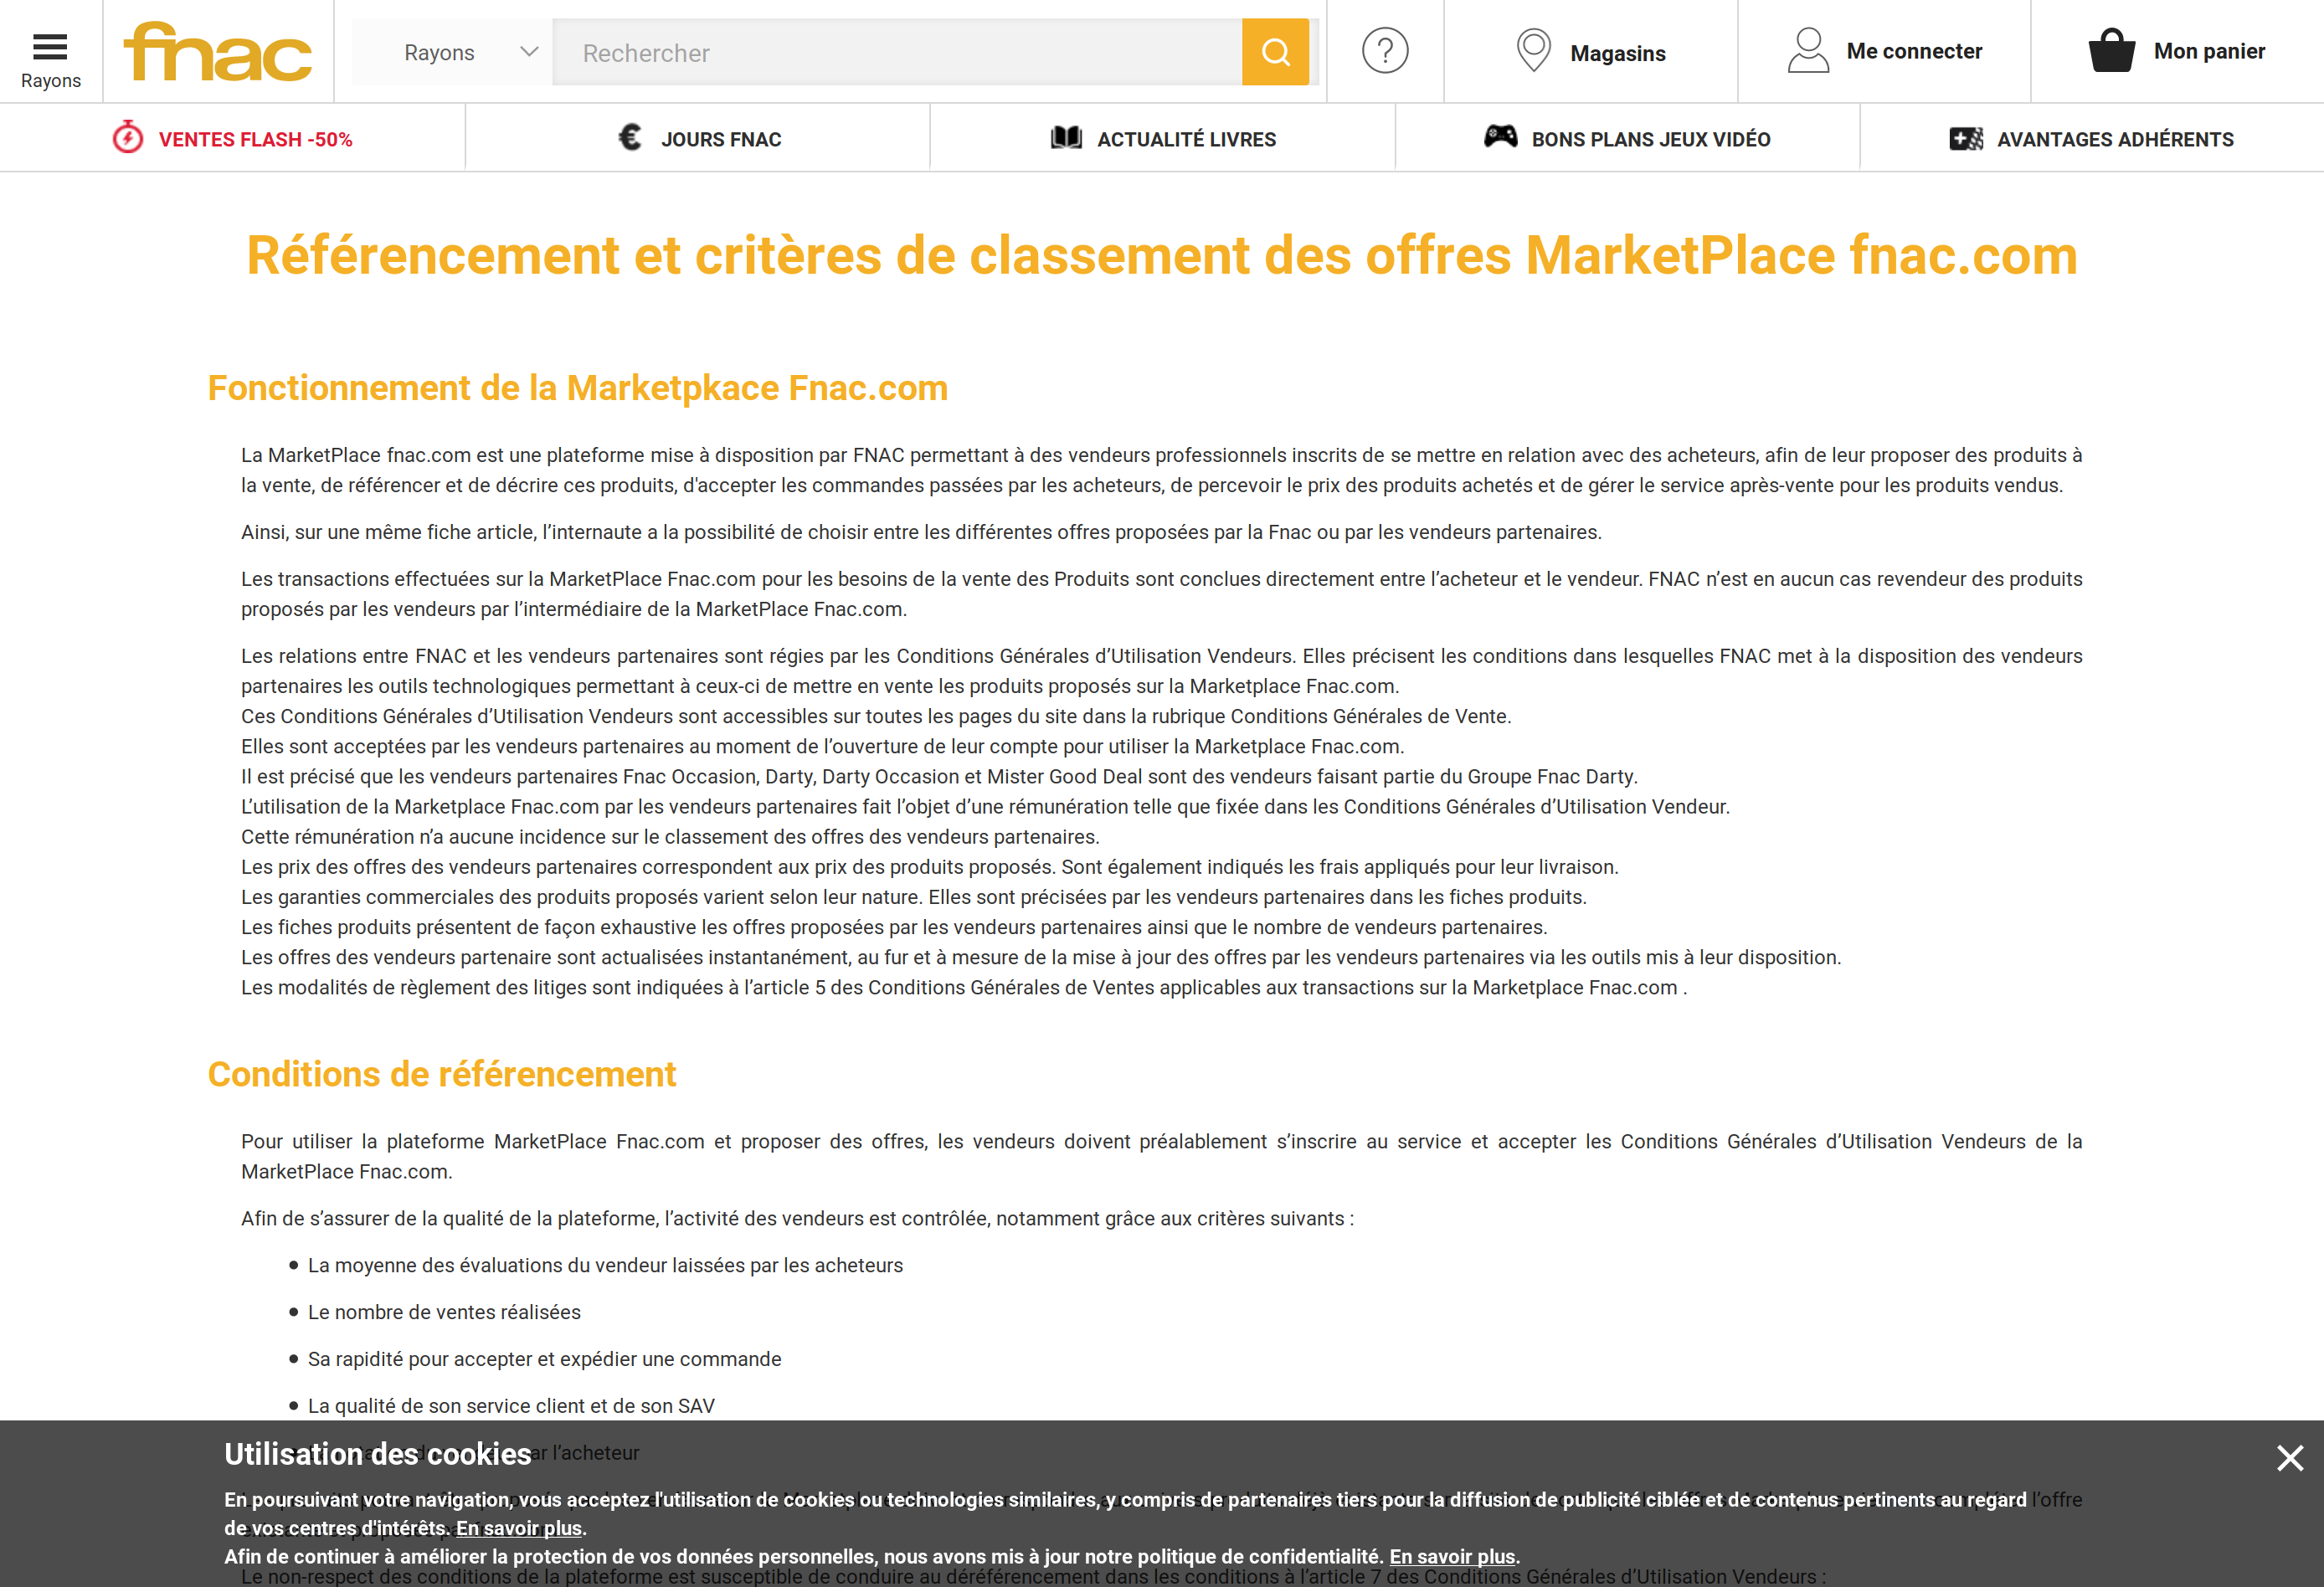 Rayons
fnac
Rayons
Rechercher
?
Magasins
Me connecter
Mon panier
VENTES FLASH -50%
JOURS FNAC
ACTUALITÉ LIVRES
BONS PLANS JEUX VIDÉO
AVANTAGES ADHÉRENTS
Référencement et critères de classement des offres MarketPlace fnac.com
Fonctionnement de la Marketpkace Fnac.com
La MarketPlace fnac.com est une plateforme mise à disposition par FNAC permettant à des vendeurs professionnels inscrits de se mettre en relation avec des acheteurs, afin de leur proposer des produits à
la vente, de référencer et de décrire ces produits, d'accepter les commandes passées par les acheteurs, de percevoir le prix des produits achetés et de gérer le service après-vente pour les produits vendus.
Ainsi, sur une même fiche article, l’internaute a la possibilité de choisir entre les différentes offres proposées par la Fnac ou par les vendeurs partenaires.
Les transactions effectuées sur la MarketPlace Fnac.com pour les besoins de la vente des Produits sont conclues directement entre l’acheteur et le vendeur. FNAC n’est en aucun cas revendeur des produits
proposés par les vendeurs par l’intermédiaire de la MarketPlace Fnac.com.
Les relations entre FNAC et les vendeurs partenaires sont régies par les Conditions Générales d’Utilisation Vendeurs. Elles précisent les conditions dans lesquelles FNAC met à la disposition des vendeurs
partenaires les outils technologiques permettant à ceux-ci de mettre en vente les produits proposés sur la Marketplace Fnac.com.
Ces Conditions Générales d’Utilisation Vendeurs sont accessibles sur toutes les pages du site dans la rubrique Conditions Générales de Vente.
Elles sont acceptées par les vendeurs partenaires au moment de l’ouverture de leur compte pour utiliser la Marketplace Fnac.com.
Il est précisé que les vendeurs partenaires Fnac Occasion, Darty, Darty Occasion et Mister Good Deal sont des vendeurs faisant partie du Groupe Fnac Darty.
L’utilisation de la Marketplace Fnac.com par les vendeurs partenaires fait l’objet d’une rémunération telle que fixée dans les Conditions Générales d’Utilisation Vendeur.
Cette rémunération n’a aucune incidence sur le classement des offres des vendeurs partenaires.
Les prix des offres des vendeurs partenaires correspondent aux prix des produits proposés. Sont également indiqués les frais appliqués pour leur livraison.
Les garanties commerciales des produits proposés varient selon leur nature. Elles sont précisées par les vendeurs partenaires dans les fiches produits.
Les fiches produits présentent de façon exhaustive les offres proposées par les vendeurs partenaires ainsi que le nombre de vendeurs partenaires.
Les offres des vendeurs partenaire sont actualisées instantanément, au fur et à mesure de la mise à jour des offres par les vendeurs partenaires via les outils mis à leur disposition.
Les modalités de règlement des litiges sont indiquées à l’article 5 des Conditions Générales de Ventes applicables aux transactions sur la Marketplace Fnac.com .
Conditions de référencement
Pour utiliser la plateforme MarketPlace Fnac.com et proposer des offres, les vendeurs doivent préalablement s’inscrire au service et accepter les Conditions Générales d’Utilisation Vendeurs de la
MarketPlace Fnac.com.
Afin de s’assurer de la qualité de la plateforme, l’activité des vendeurs est contrôlée, notamment grâce aux critères suivants :
La moyenne des évaluations du vendeur laissées par les acheteurs
Le nombre de ventes réalisées
Sa rapidité pour accepter et expédier une commande
La qualité de son service client et de son SAV
l’acheteur
Utilisation des cookies
En poursuivant votre navigation, vous acceptez l'utilisation de cookies ou technologies similaires, y compris de partenaires tiers pour la diffusion de publicité ciblée et de contenus pertinents au regard
l’offre
de vos centres d'intérêts. En savoir plus.
Afin de continuer à améliorer la protection de vos données personnelles, nous avons mis à jour notre politique de confidentialité. En savoir plus.
Le non-respect des conditions de la plateforme est susceptible de conduire au déréférencement dans les conditions à l’article 7 des Conditions Générales d’Utilisation Vendeurs :